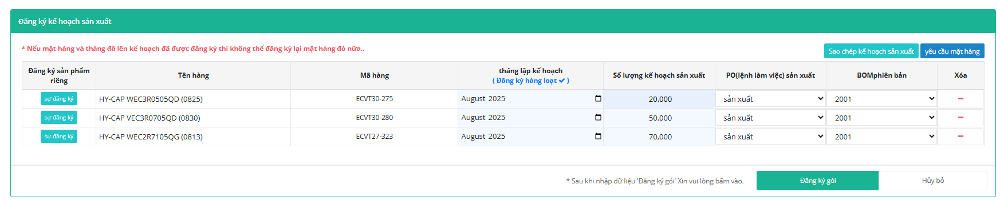 Đăng ký kế hoạch sản xuất
* Nếu mặt hàng và tháng đã lên kế hoạch đã được đăng ký thì không thể đăng ký lại mặt hàng đó nữa..
Sao chép kế hoạch sản xuất yêu cầu mặt hàng
Đăng ký sản phẩm riêng Tên hàng Mã hàng tháng lập kế hoạch ( Đăng ký hàng loạt ✔ ) Số lượng kế hoạch sản xuất PO(lệnh làm việc) sản xuất BOMphiên bản Xóa
sự đăng ký HY-CAP WEC3R0505QD (0825) ECVT30-275 August 2025 20,000 sản xuất 2001
sự đăng ký HY-CAP VEC3R0705QD (0830) ECVT30-280 August 2025 50,000 sản xuất 2001
sự đăng ký HY-CAP WEC2R7105QG (0813) ECVT27-323 August 2025 70,000 sản xuất 2001
* Sau khi nhập dữ liệu 'Đăng ký gói' Xin vui lòng bấm vào. Đăng ký gói Hủy bỏ